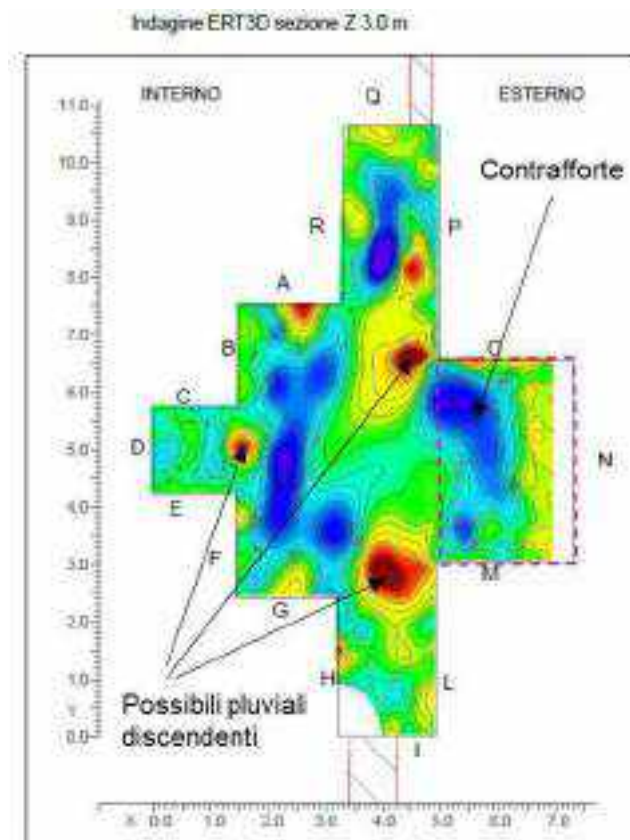 Indagine ERT3D sezione Z 3.0 m
INTERNO
Q
ESTERNO
11.0
10.0
9.0
8.0
7.0
6.0
5.0
4.0
3.0
2.0
1.0
Y
0.0
Contrafforte
R
P
A
B
C
D
N
E
F
M
G
H
L
I
Possibili pluviali
discendenti
X 0.0 1.0 2.0 3.0 4.0 5.0 6.0 7.0